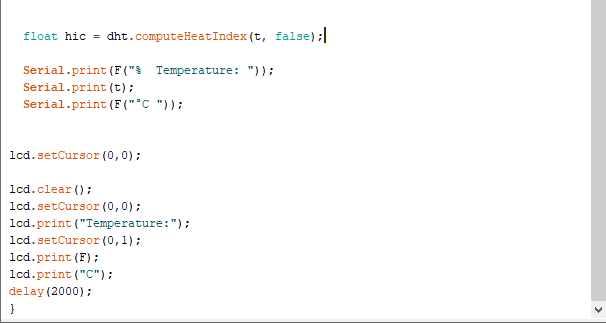 float hic = dht.computeHeatIndex(t, false);
Serial.print(F("%  Temperature: "));
Serial.print(t);
Serial.print(F("°C "));
lcd.setCursor(0,0);
lcd.clear();
lcd.setCursor(0,0);
lcd.print("Temperature:");
lcd.setCursor(0,1);
lcd.print(F);
lcd.print("C");
delay(2000);
}